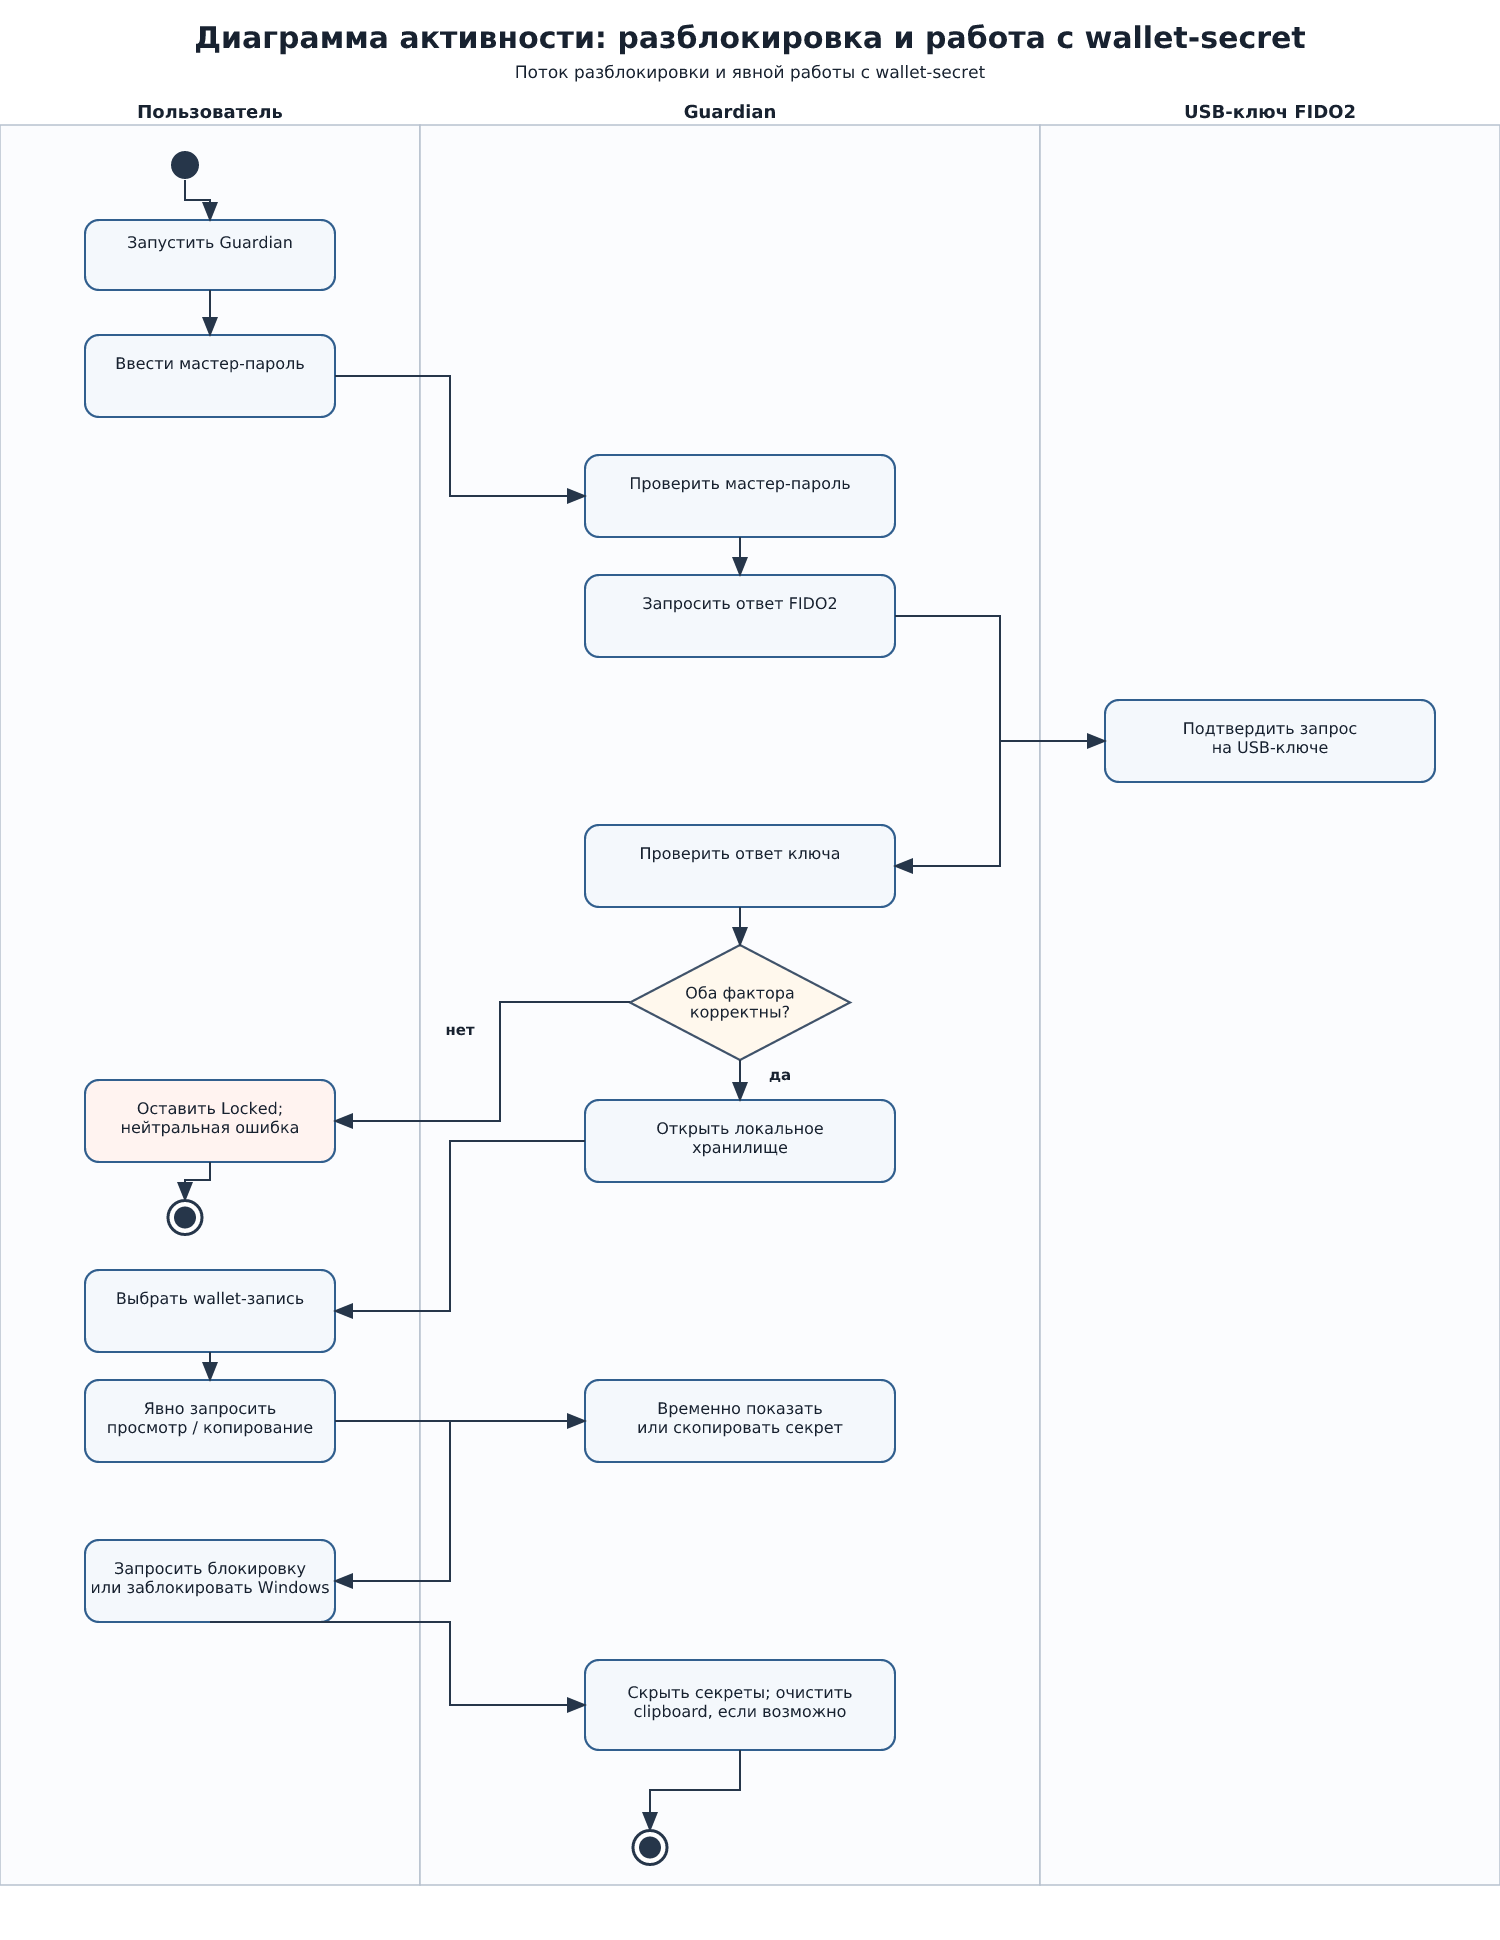 Диаграмма активности: разблокировка и работа с wallet-secret
Поток разблокировки и явной работы с wallet-secret
Пользователь
Guardian
USB-ключ FIDO2
Запустить Guardian
Ввести мастер-пароль
Проверить мастер-пароль
Запросить ответ FIDO2
Подтвердить запрос
на USB-ключе
Проверить ответ ключа
Оба фактора
корректны?
нет
да
Оставить Locked;
нейтральная ошибка
Открыть локальное
хранилище
Выбрать wallet-запись
Явно запросить
просмотр / копирование
Временно показать
или скопировать секрет
Запросить блокировку
или заблокировать Windows
Скрыть секреты; очистить
clipboard, если возможно